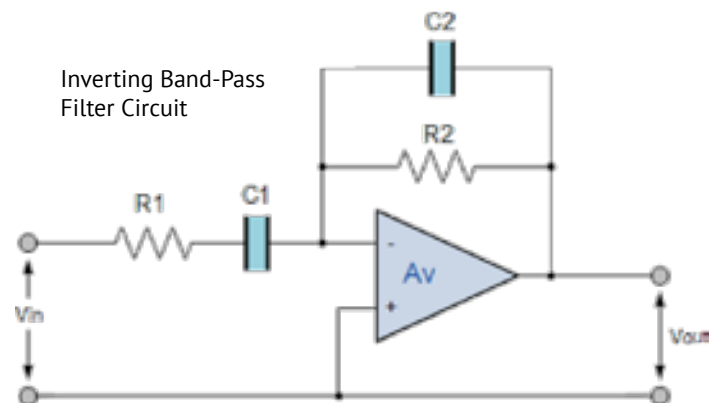 Inverting Band-Pass
Filter Circuit
C2
R2
R1
C1
-
Av
+
Vin
Vout